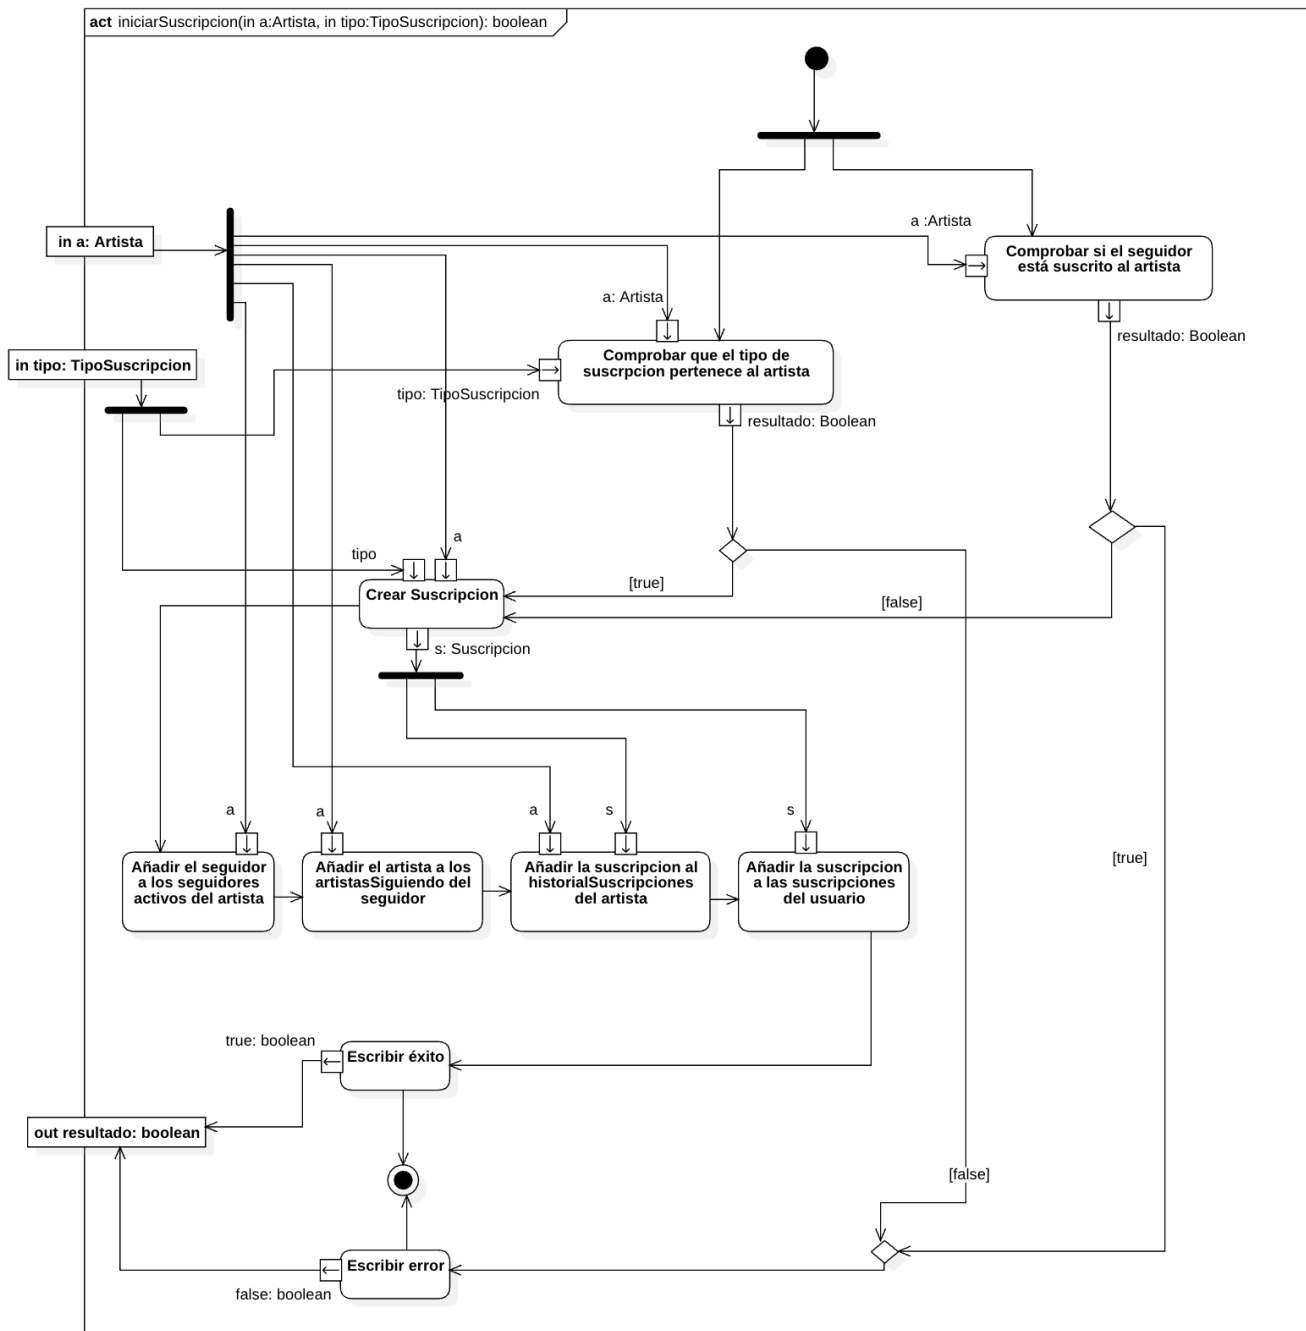 act iniciarSuscripcion(in a:Artista, in tipo:TipoSuscripcion): boolean
in a: Artista
a :Artista
Comprobar si el seguidor
está suscrito al artista
a: Artista
resultado: Boolean
in tipo: TipoSuscripcion
Comprobar que el tipo de
suscrpcion pertenece al artista
tipo: TipoSuscripcion
resultado: Boolean
a
tipo
[true]
Crear Suscripcion
[false]
s: Suscripcion
a
a
a
s
s
[true]
Añadir el seguidor
a los seguidores
activos del artista
Añadir el artista a los
artistasSiguiendo del
seguidor
Añadir la suscripcion al
historialSuscripciones
del artista
Añadir la suscripcion
a las suscripciones
del usuario
true: boolean
Escribir éxito
out resultado: boolean
[false]
Escribir error
false: boolean